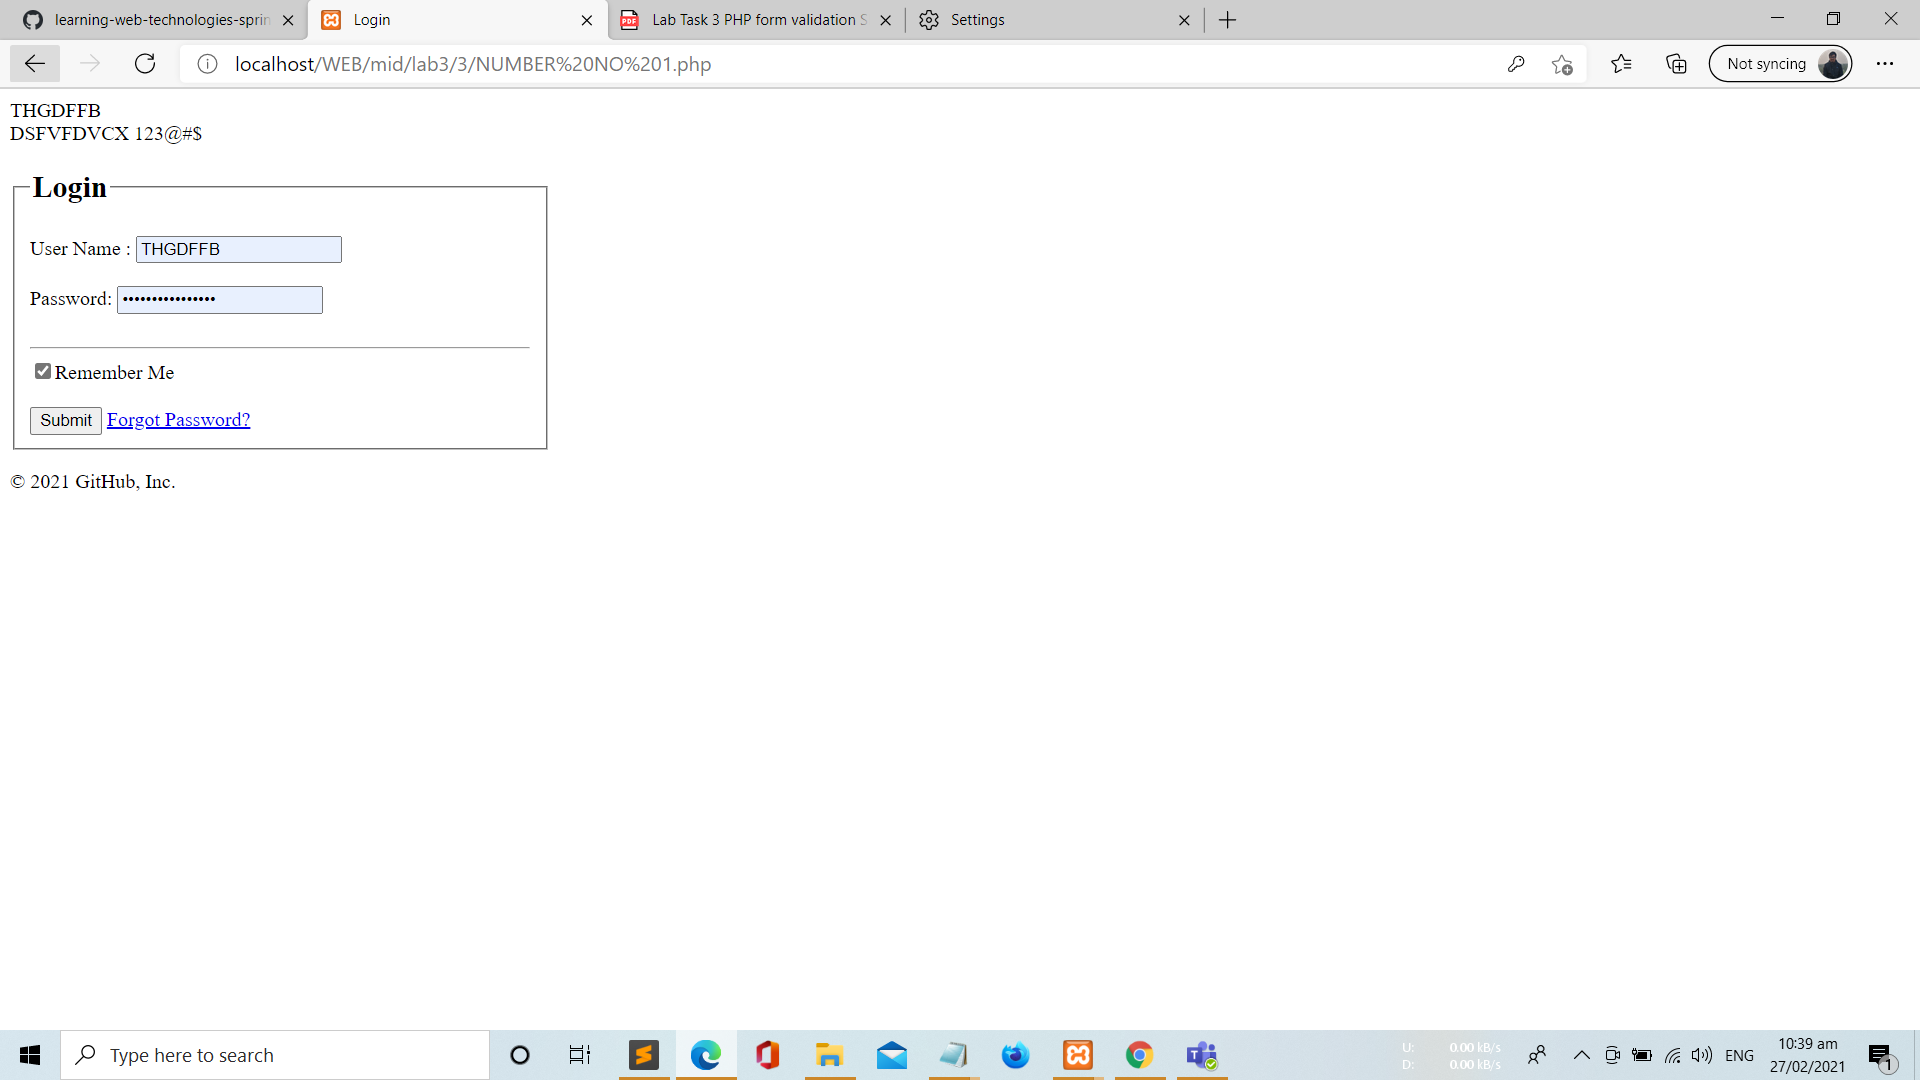 learning-web-technologies-sprin
Login
Lab Task 3 PHP form validation S
Settings
localhost/WEB/mid/lab3/3/NUMBER%20NO%201.php
Not syncing
THGDFFB
DSFVFDVCX 123@#$
Login
User Name : THGDFFB
Password: ••••••••••••••••
Remember Me
Submit Forgot Password?
© 2021 GitHub, Inc.
Type here to search
U: 0.00 kB/s
D: 0.00 kB/s
ENG
10:39 am
27/02/2021
1